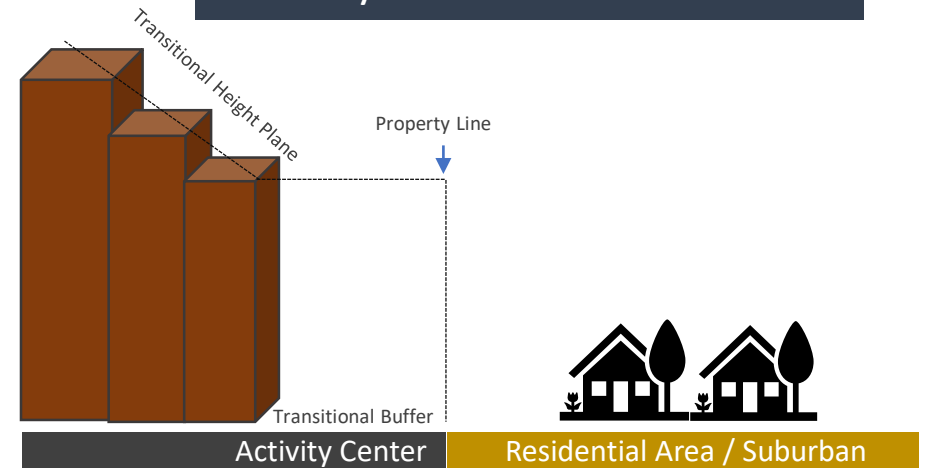 Transitional Height Plane
Property Line
Transitional Buffer
Activity Center
Residential Area / Suburban